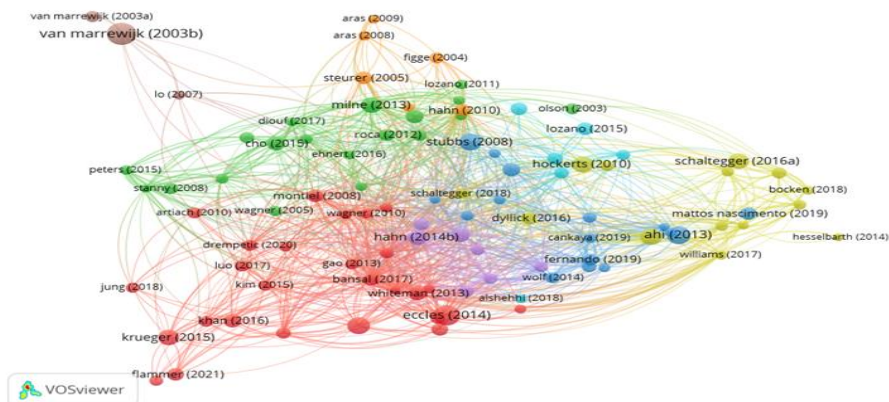 van marrewijk (2003a)
aras (2009)
van marrewijk (2003b)
aras (2008)
figge (2004)
steurer (2005)
lozano (2011)
lo (2007)
milne (2013)
hahn (2010)
olson (2003)
diouf (2017)
roca (2012)
lozano (2015)
cho (2015)
stubbs (2008)
ehnert (2016)
peters (2015)
hockerts (2010)
schaltegger (2016a)
stanny (2008)
montiel (2008)
schaltegger (2018)
bocken (2018)
artiach (2010)
wagner (2005)
wagner (2010)
dyllick (2016)
mattos nascimento (2019)
drempetic (2020)
hahn (2014b)
cankaya (2019)
ahi (2013)
hesselbarth (2014)
gao (2013)
fernando (2019)
williams (2017)
luo (2017)
bansal (2017)
wolf (2014)
jung (2018)
kim (2015)
whiteman (2013)
alshehhi (2018)
khan (2016)
eccles (2014)
krueger (2015)
flammer (2021)
VOSviewer